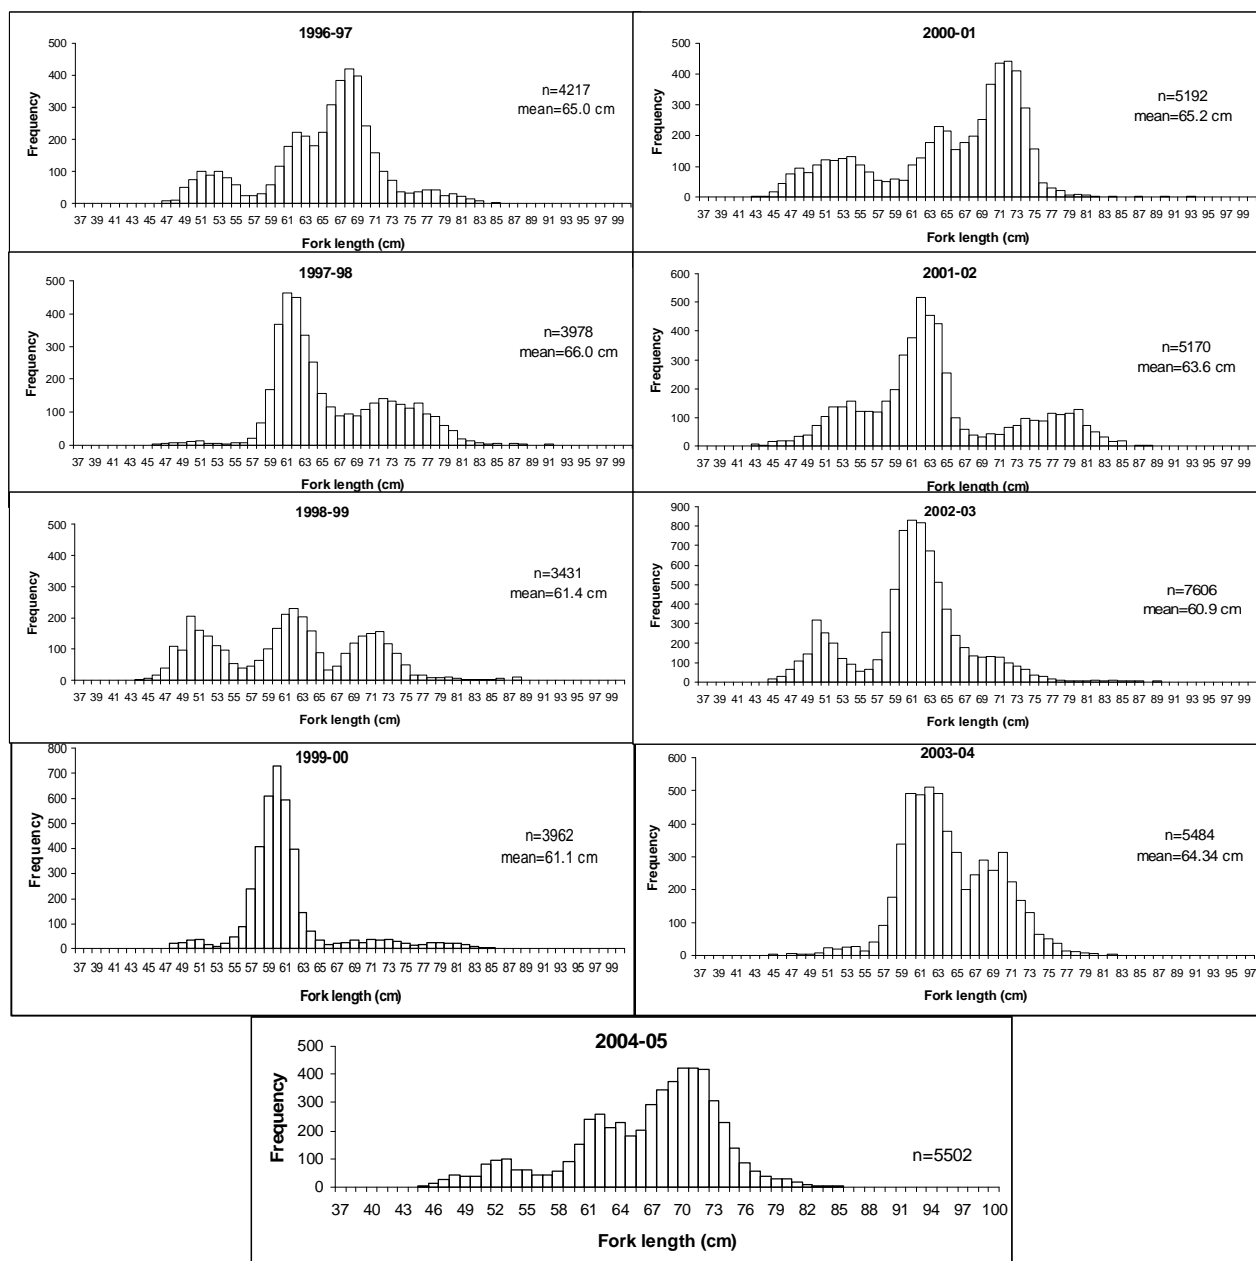 1996-97
500
400
300
200
100
0
Frequency
n=4217
mean=65.0 cm
37 39 41 43 45 47 49 51 53 55 57 59 61 63 65 67 69 71 73 75 77 79 81 83 85 87 89 91 93 95 97 99
Fork length (cm)
2000-01
500
400
300
200
100
0
Frequency
n=5192
mean=65.2 cm
37 39 41 43 45 47 49 51 53 55 57 59 61 63 65 67 69 71 73 75 77 79 81 83 85 87 89 91 93 95 97 99
Fork length (cm)
1997-98
500
400
300
200
100
0
Frequency
n=3978
mean=66.0 cm
37 39 41 43 45 47 49 51 53 55 57 59 61 63 65 67 69 71 73 75 77 79 81 83 85 87 89 91 93 95 97 99
Fork length (cm)
2001-02
600
500
400
300
200
100
0
Frequency
n=5170
mean=63.6 cm
37 39 41 43 45 47 49 51 53 55 57 59 61 63 65 67 69 71 73 75 77 79 81 83 85 87 89 91 93 95 97 99
Fork length (cm)
1998-99
500
400
300
200
100
0
Frequency
n=3431
mean=61.4 cm
37 39 41 43 45 47 49 51 53 55 57 59 61 63 65 67 69 71 73 75 77 79 81 83 85 87 89 91 93 95 97 99
Fork length (cm)
2002-03
900
800
700
600
500
400
300
200
100
0
Frequency
n=7606
mean=60.9 cm
37 39 41 43 45 47 49 51 53 55 57 59 61 63 65 67 69 71 73 75 77 79 81 83 85 87 89 91 93 95 97 99
Fork length (cm)
1999-00
800
700
600
500
400
300
200
100
0
Frequency
n=3962
mean=61.1 cm
37 39 41 43 45 47 49 51 53 55 57 59 61 63 65 67 69 71 73 75 77 79 81 83 85 87 89 91 93 95 97 99
Fork length (cm)
2003-04
600
500
400
300
200
100
0
Frequency
n=5484
mean=64.34 cm
37 39 41 43 45 47 49 51 53 55 57 59 61 63 65 67 69 71 73 75 77 79 81 83 85 87 89 91 93 95 97
Fork length (cm)
2004-05
500
400
300
200
100
0
Frequency
n=5502
37 40 43 46 49 52 55 58 61 64 67 70 73 76 79 82 85 88 91 94 97 100
Fork length (cm)